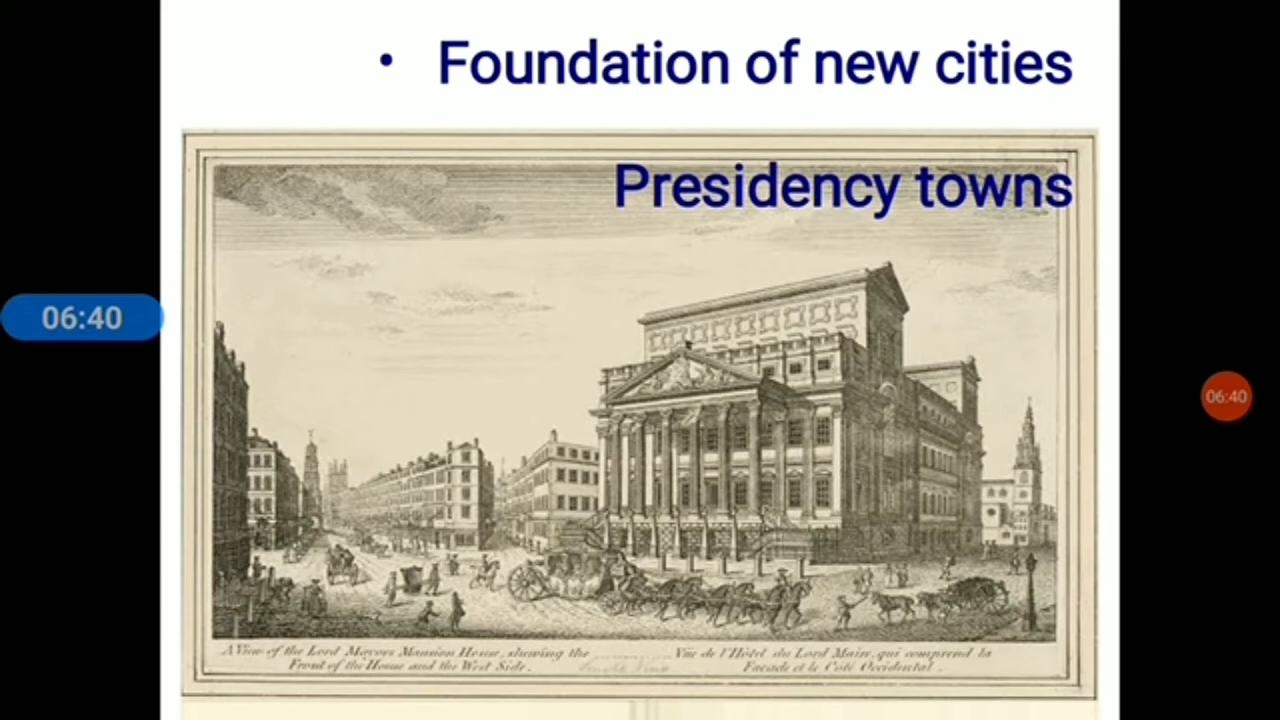 • Foundation of new cities
Presidency towns
06:40
06:40
A View of the Lord Mayors Mansion House, shewing the
Front of the House and the West Side.
Vüe de l'Hôtel du Lord Maire, qui comprend la
Facade et le Coté Occidental.